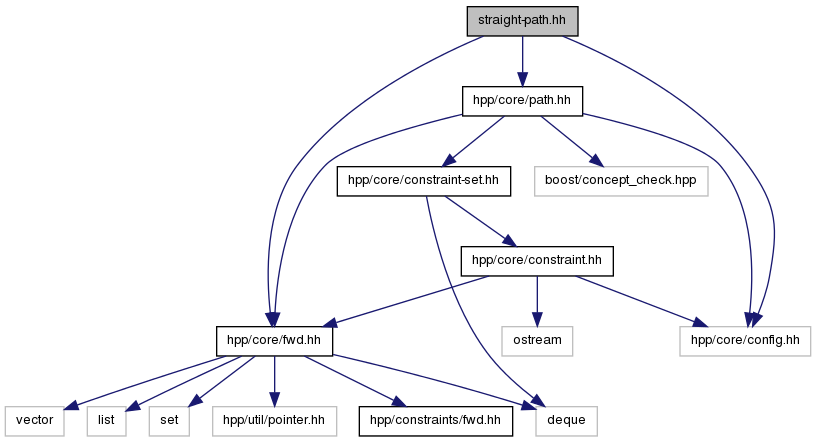 straight-path.hh
hpp/core/path.hh
hpp/core/constraint-set.hh
boost/concept_check.hpp
hpp/core/constraint.hh
hpp/core/fwd.hh
ostream
hpp/core/config.hh
vector
list
set
hpp/util/pointer.hh
hpp/constraints/fwd.hh
deque